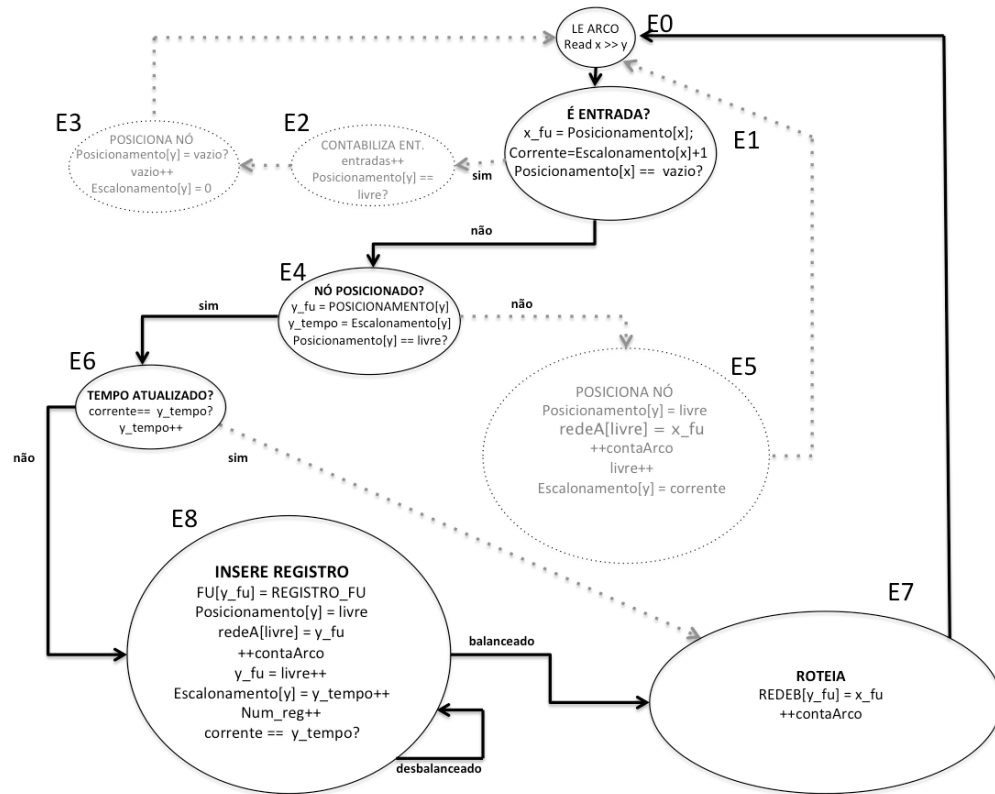 E0
LE ARCO
Read x >> y
E1
É ENTRADA?
x_fu = Posicionamento[x];
Corrente=Escalonamento[x]+1
Posicionamento[x] == vazio?
sim
E2
CONTABILIZA ENT.
entradas++
Posicionamento[y] ==
livre?
E3
POSICIONA NÓ
Posicionamento[y] = vazio?
vazio++
Escalonamento[y] = 0
não
E4
NÓ POSICIONADO?
y_fu = POSICIONAMENTO[y]
y_tempo = Escalonamento[y]
Posicionamento[y] == livre?
sim
não
E5
POSICIONA NÓ
Posicionamento[y] = livre
redeA[livre] = x_fu
++contaArco
livre++
Escalonamento[y] = corrente
E6
TEMPO ATUALIZADO?
corrente== y_tempo?
y_tempo++
não
sim
E8
INSERE REGISTRO
FU[y_fu] = REGISTRO_FU
Posicionamento[y] = livre
redeA[livre] = y_fu
++contaArco
y_fu = livre++
Escalonamento[y] = y_tempo++
Num_reg++
corrente == y_tempo?
balanceado
desbalanceado
E7
ROTEIA
REDEB[y_fu] = x_fu
++contaArco